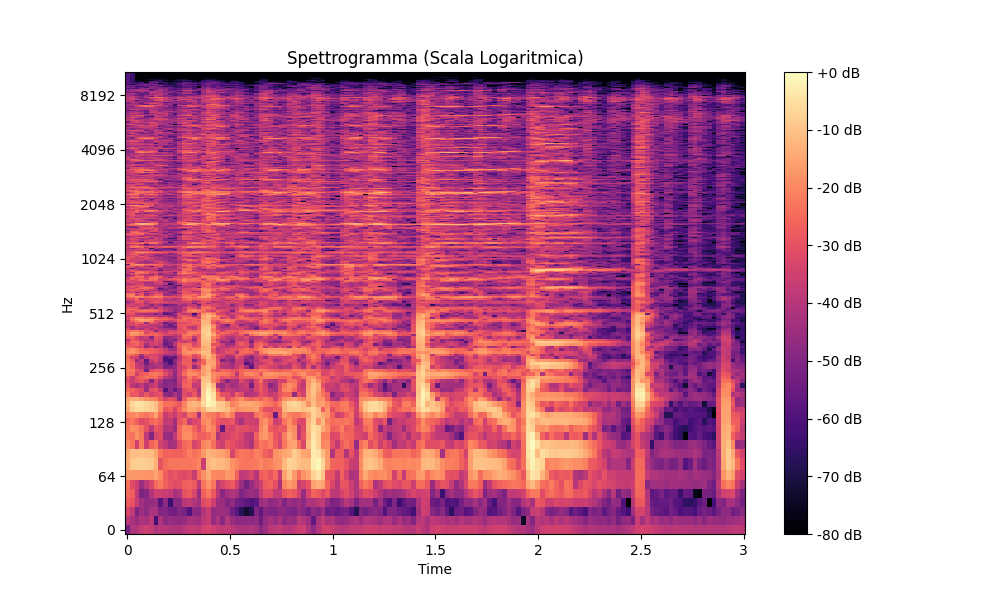 Spettrogramma (Scala Logaritmica)
Hz
8192
4096
2048
1024
512
256
128
64
0
0
0.5
1
1.5
2
2.5
3
Time
+0 dB
-10 dB
-20 dB
-30 dB
-40 dB
-50 dB
-60 dB
-70 dB
-80 dB